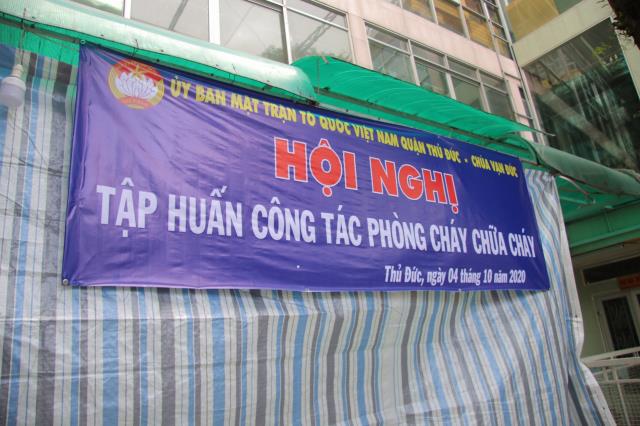 ỦY BAN MẶT TRẬN TỔ QUỐC VIỆT NAM QUẬN THỦ ĐỨC - CHÙA VẠN ĐỨC
HỘI NGHỊ
TẬP HUẤN CÔNG TÁC PHÒNG CHÁY CHỮA CHÁY
Thủ Đức, ngày 04 tháng 10 năm 2020